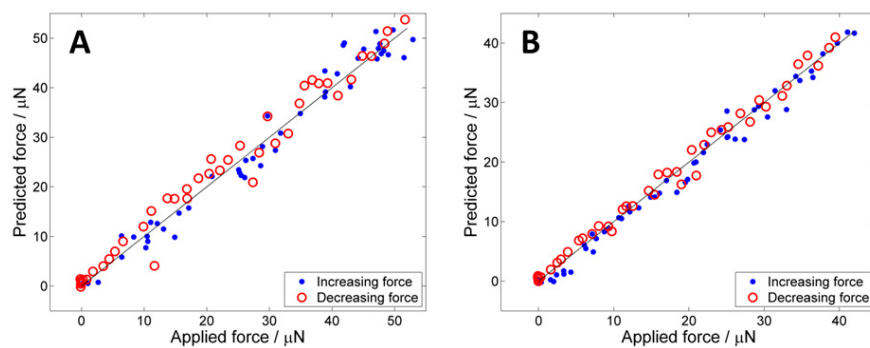 A
Predicted force / μN
50
40
30
20
10
0
0 10 20 30 40 50
Applied force / μN
Increasing force
Decreasing force
B
Predicted force / μN
40
30
20
10
0
0 10 20 30 40
Applied force / μN
Increasing force
Decreasing force